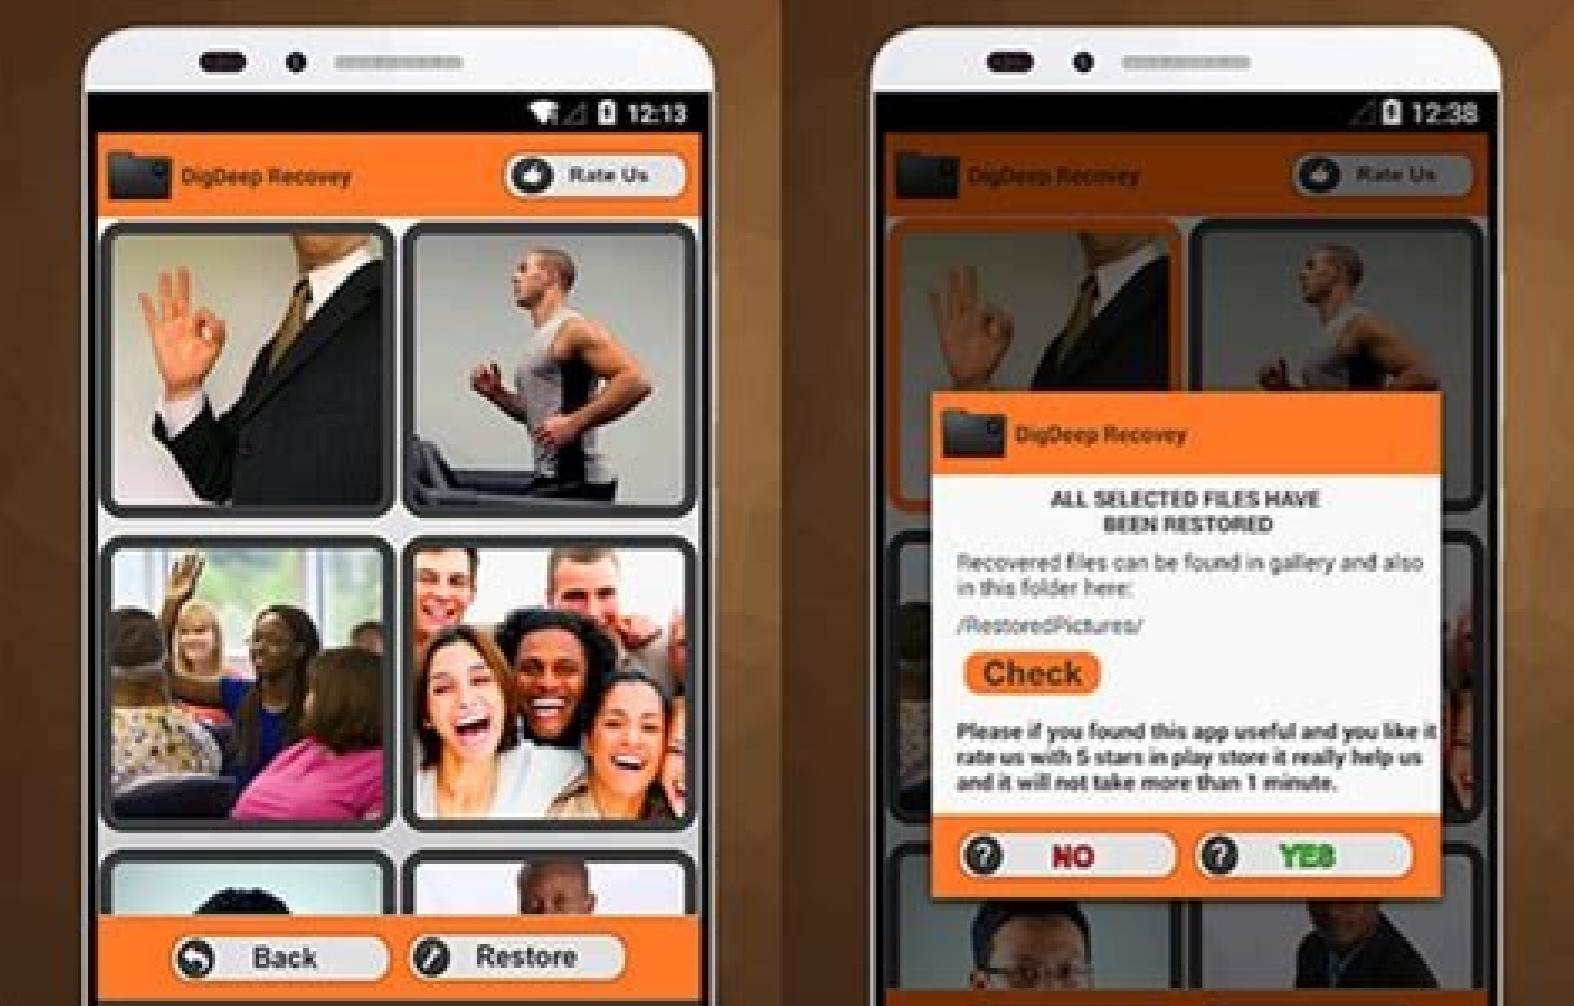 12:13
DigDeep Recovey
Rate Us
Back
Restore
12:38
DigDeep Recovey
Rate Us
DigDeep Recovey
ALL SELECTED FILES HAVE
BEEN RESTORED
Recovered files can be found in gallery and also
in this folder here:
/RestoredPictures/
Check
Please if you found this app useful and you like it
rate us with 5 stars in play store it really help us
and it will not take more than 1 minute.
NO
YES